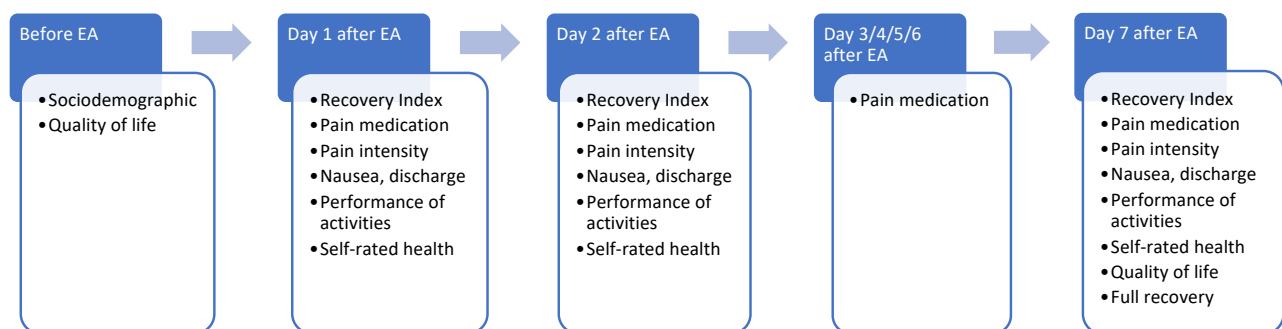 Before EA
•Sociodemographic
•Quality of life
Day 1 after EA
•Recovery Index
•Pain medication
•Pain intensity
•Nausea, discharge
•Performance of
activities
•Self-rated health
Day 2 after EA
•Recovery Index
•Pain medication
•Pain intensity
•Nausea, discharge
•Performance of
activities
•Self-rated health
Day 3/4/5/6
after EA
•Pain medication
Day 7 after EA
•Recovery Index
•Pain medication
•Pain intensity
•Nausea, discharge
•Performance of
activities
•Self-rated health
•Quality of life
•Full recovery